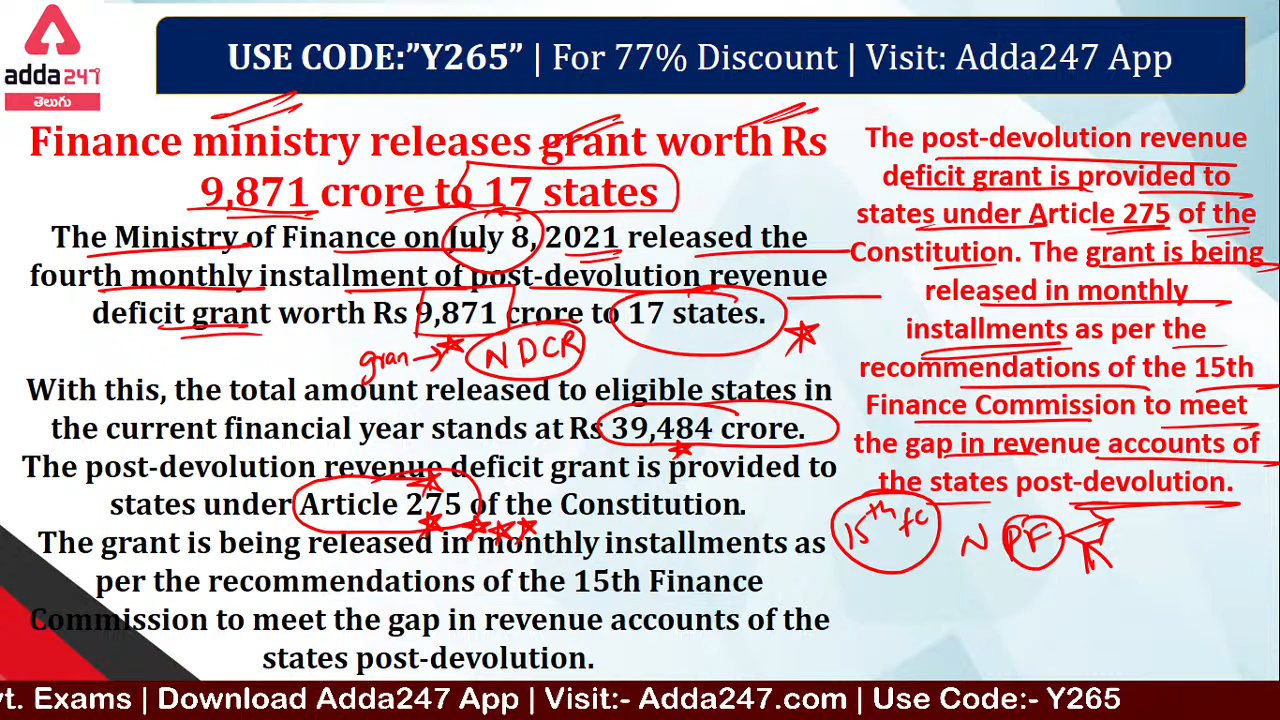 adda247
తెలుగు
USE CODE:”Y265” | For 77% Discount | Visit: Adda247 App
Finance ministry releases grant worth Rs
9,871 crore to 17 states
The Ministry of Finance on July 8, 2021 released the
fourth monthly installment of post-devolution revenue
deficit grant worth Rs 9,871 crore to 17 states.
gran → NDCR
With this, the total amount released to eligible states in
the current financial year stands at Rs 39,484 crore.
The post-devolution revenue deficit grant is provided to
states under Article 275 of the Constitution.
The grant is being released in monthly installments as
per the recommendations of the 15th Finance
Commission to meet the gap in revenue accounts of the
states post-devolution.
The post-devolution revenue
deficit grant is provided to
states under Article 275 of the
Constitution. The grant is being
released in monthly
installments as per the
recommendations of the 15th
Finance Commission to meet
the gap in revenue accounts of
the states post-devolution.
15th fc N PF
vt. Exams | Download Adda247 App | Visit:- Adda247.com | Use Code:- Y265